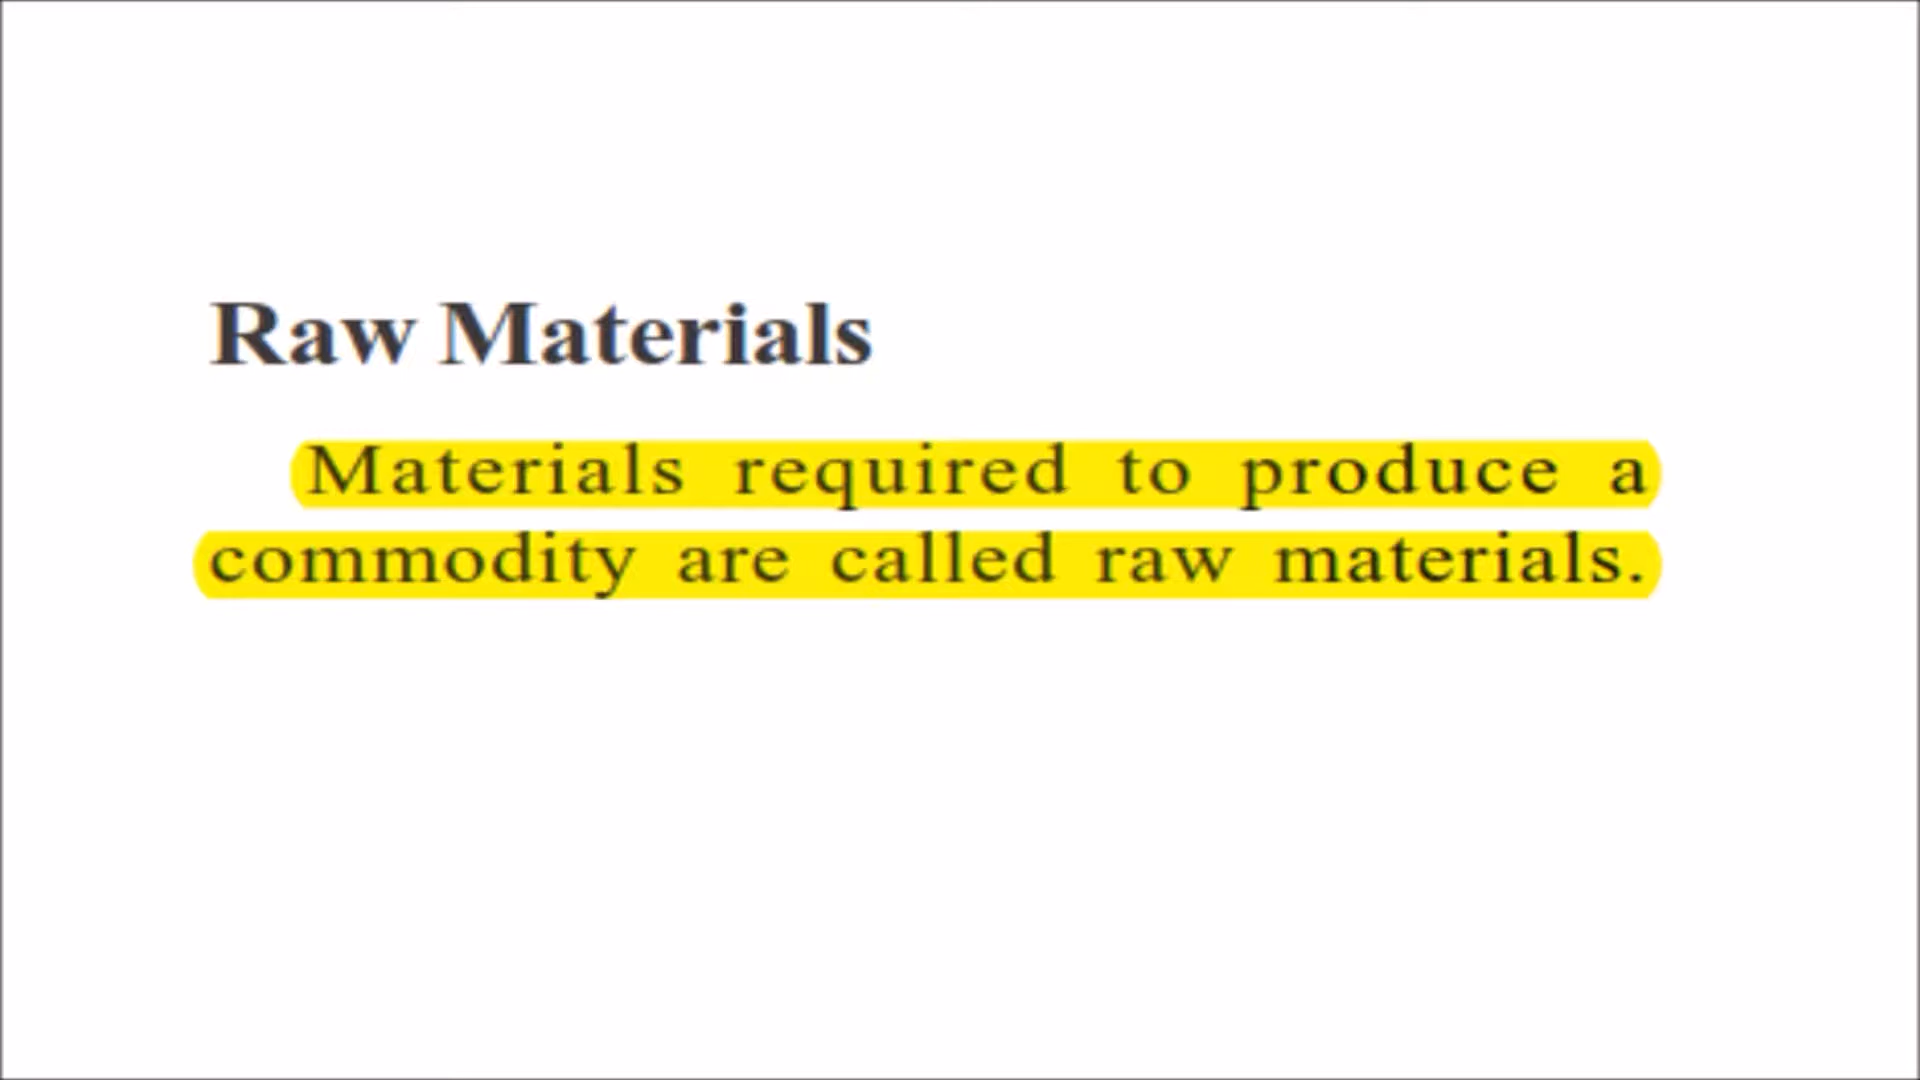 Raw Materials
Materials required to produce a
commodity are called raw materials.